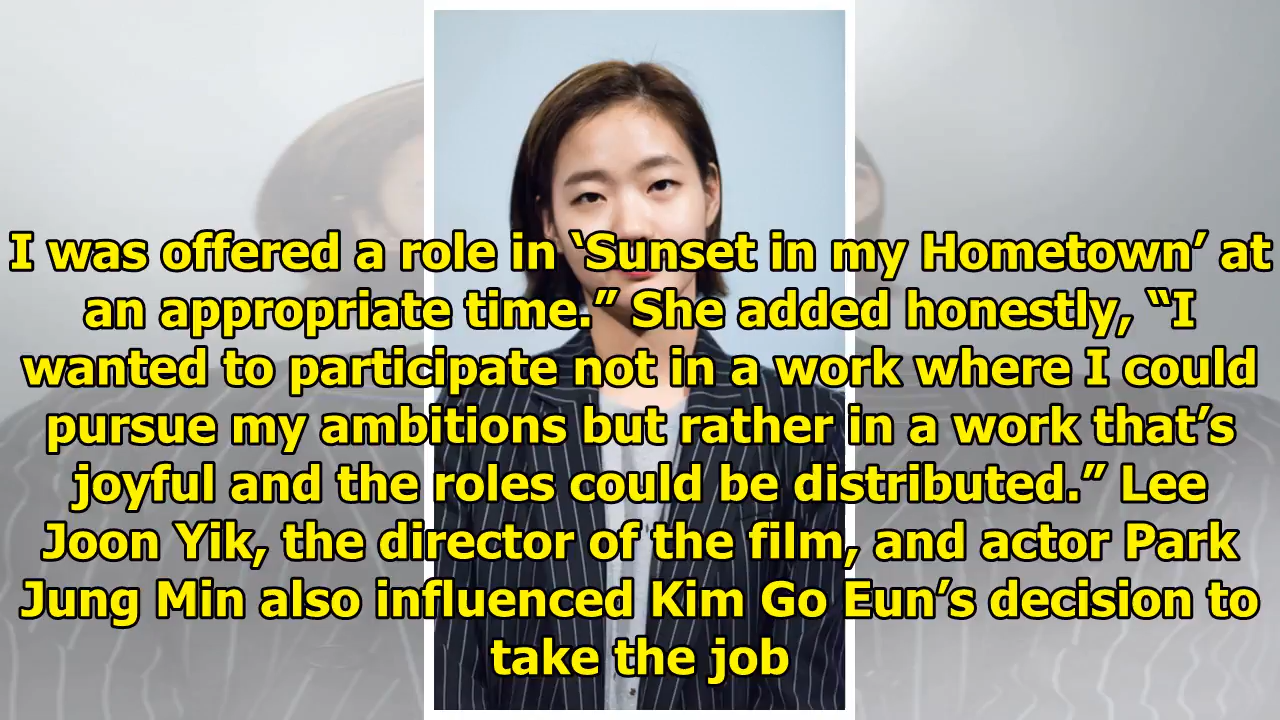 I was offered a role in ‘Sunset in my Hometown’ at
an appropriate time.” She added honestly, “I
wanted to participate not in a work where I could
pursue my ambitions but rather in a work that’s
joyful and the roles could be distributed.” Lee
Joon Yik, the director of the film, and actor Park
Jung Min also influenced Kim Go Eun’s decision to
take the job